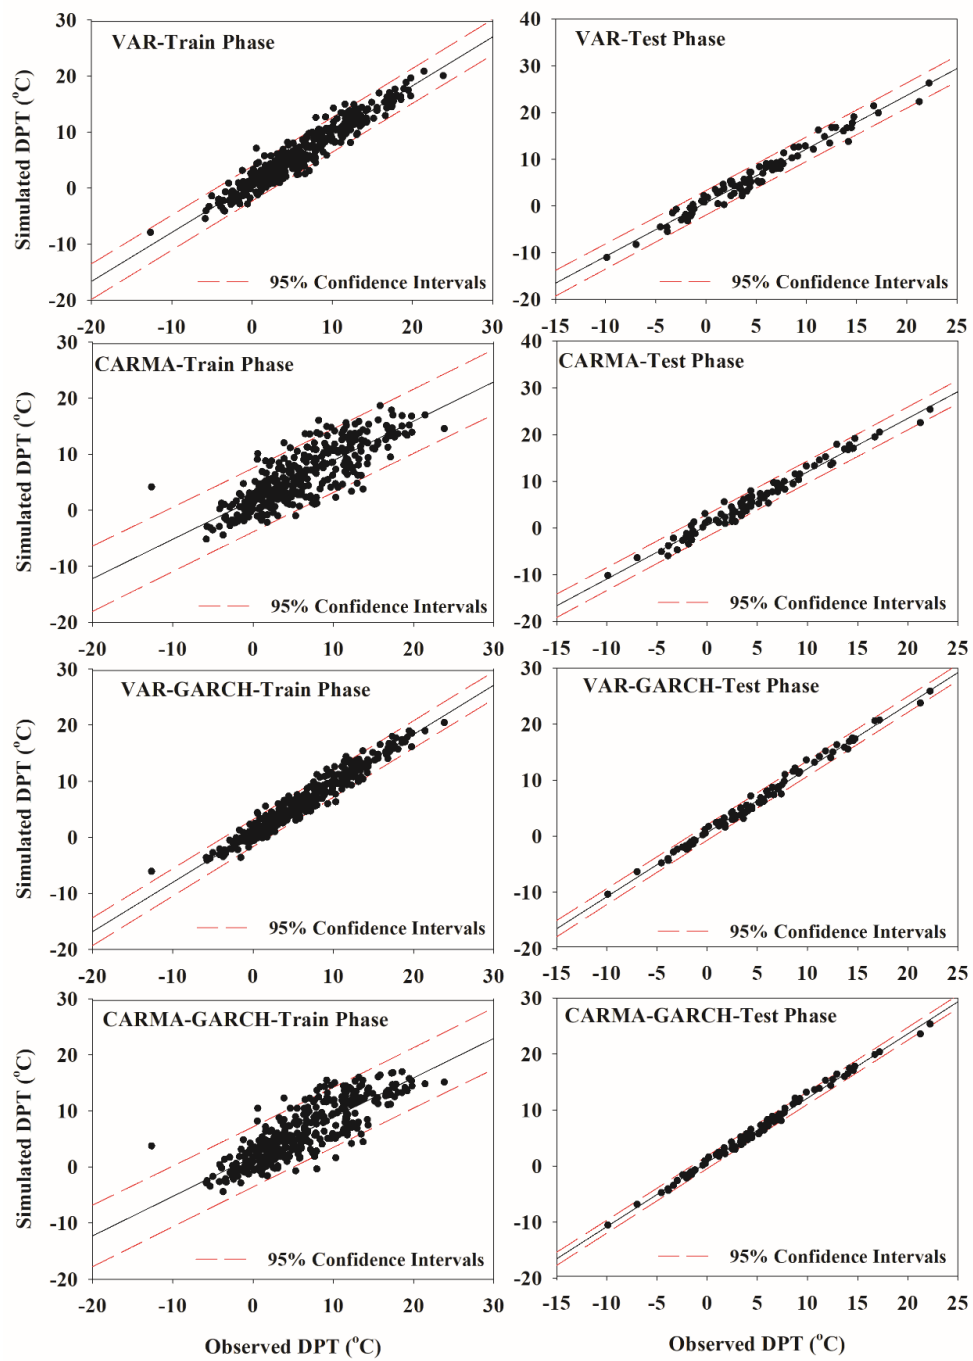 VAR-Train Phase
Simulated DPT (°C)
30
20
10
0
-10
-20
95% Confidence Intervals
-20 -10 0 10 20 30
VAR-Test Phase
40
30
20
10
0
-10
-20
95% Confidence Intervals
-15 -10 -5 0 5 10 15 20 25
CARMA-Train Phase
Simulated DPT (°C)
30
20
10
0
-10
-20
95% Confidence Intervals
-20 -10 0 10 20 30
CARMA-Test Phase
40
30
20
10
0
-10
-20
95% Confidence Intervals
-15 -10 -5 0 5 10 15 20 25
VAR-GARCH-Train Phase
Simulated DPT (°C)
30
20
10
0
-10
-20
95% Confidence Intervals
-20 -10 0 10 20 30
VAR-GARCH-Test Phase
30
20
10
0
-10
-20
95% Confidence Intervals
-15 -10 -5 0 5 10 15 20 25
CARMA-GARCH-Train Phase
Simulated DPT (°C)
30
20
10
0
-10
-20
95% Confidence Intervals
-20 -10 0 10 20 30
Observed DPT (°C)
CARMA-GARCH-Test Phase
30
20
10
0
-10
-20
95% Confidence Intervals
-15 -10 -5 0 5 10 15 20 25
Observed DPT (°C)